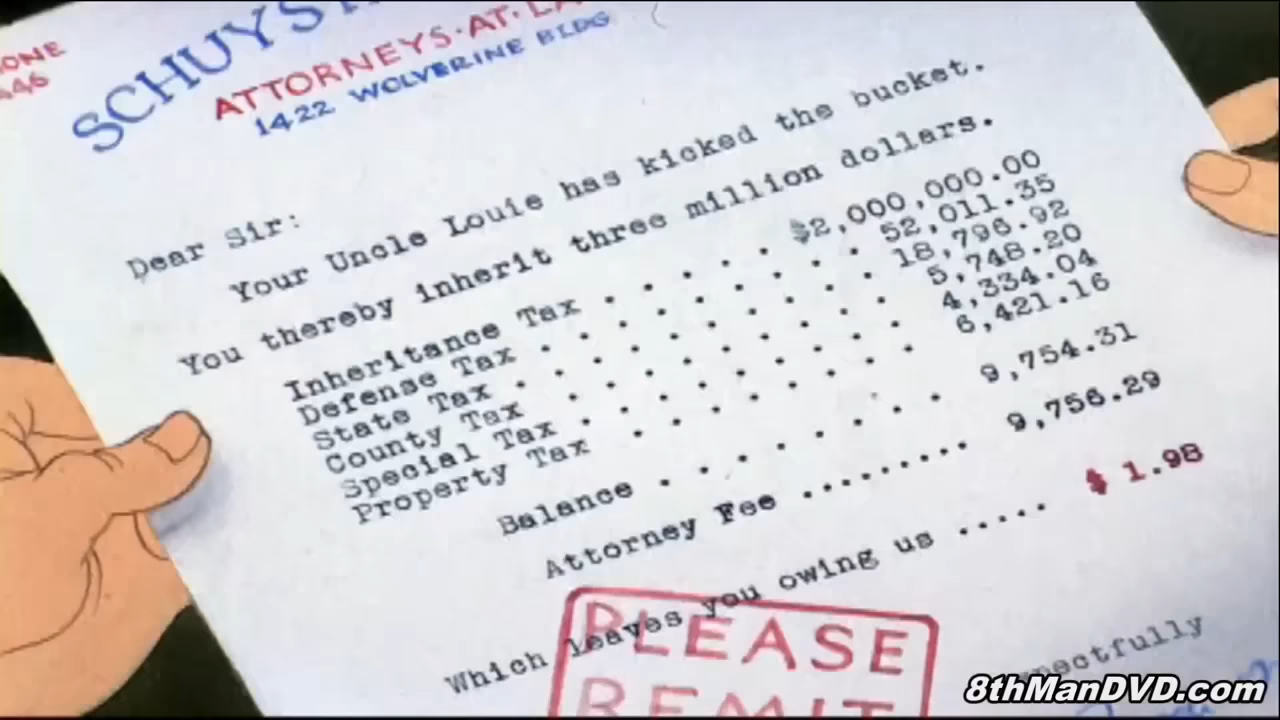 ONE
446
SCHUYST
ATTORNEYS·AT·LA
1422 WOLVERINE BLDG
Dear Sir:
Your Uncle Louie has kicked the bucket.
You thereby inherit three million dollars.
Inheritance Tax . . . . . $2,000,000.00
Defense Tax . . . . . . . . . 52,011.35
State Tax . . . . . . . . . . 18,796.92
County Tax . . . . . . . . . 5,748.20
Special Tax . . . . . . . . . 4,334.04
Property Tax . . . . . . . . 6,421.16
Balance . . . . . . . . 9,754.31
Attorney Fee .......... 9,756.29
Which leaves you owing us ..... $ 1.98
PLEASE
REMIT
pectfully
8thManDVD.com